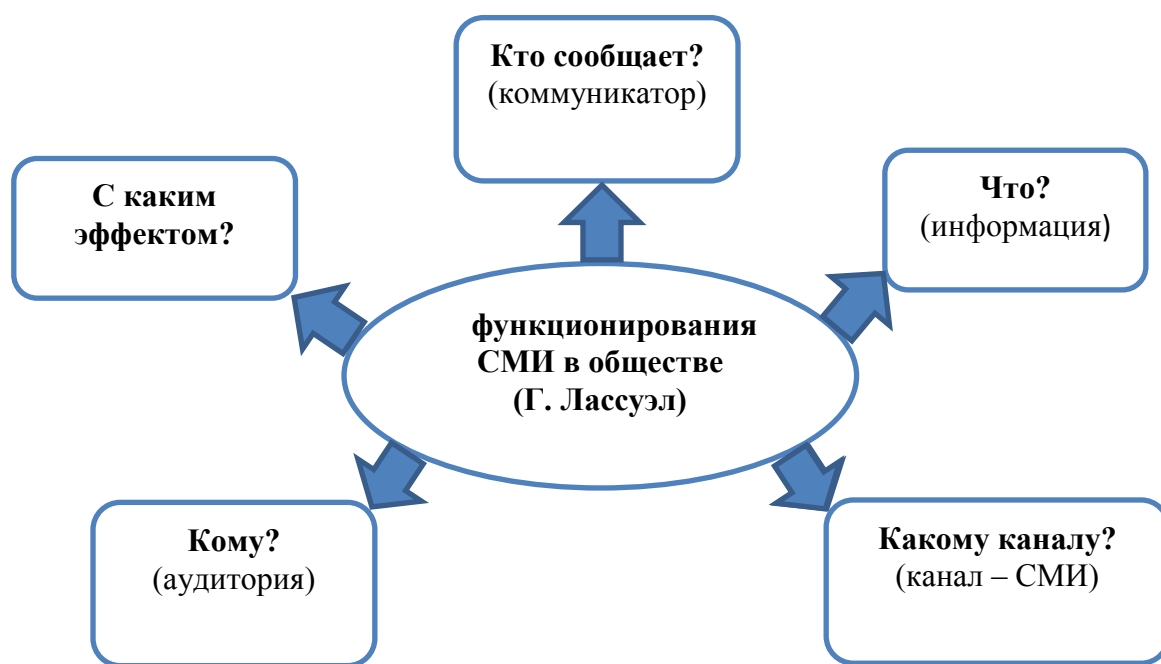 Кто сообщает?
(коммуникатор)
С каким
эффектом?
Что?
(информация)
функционирования
СМИ в обществе
(Г. Лассуэл)
Кому?
(аудитория)
Какому каналу?
(канал – СМИ)